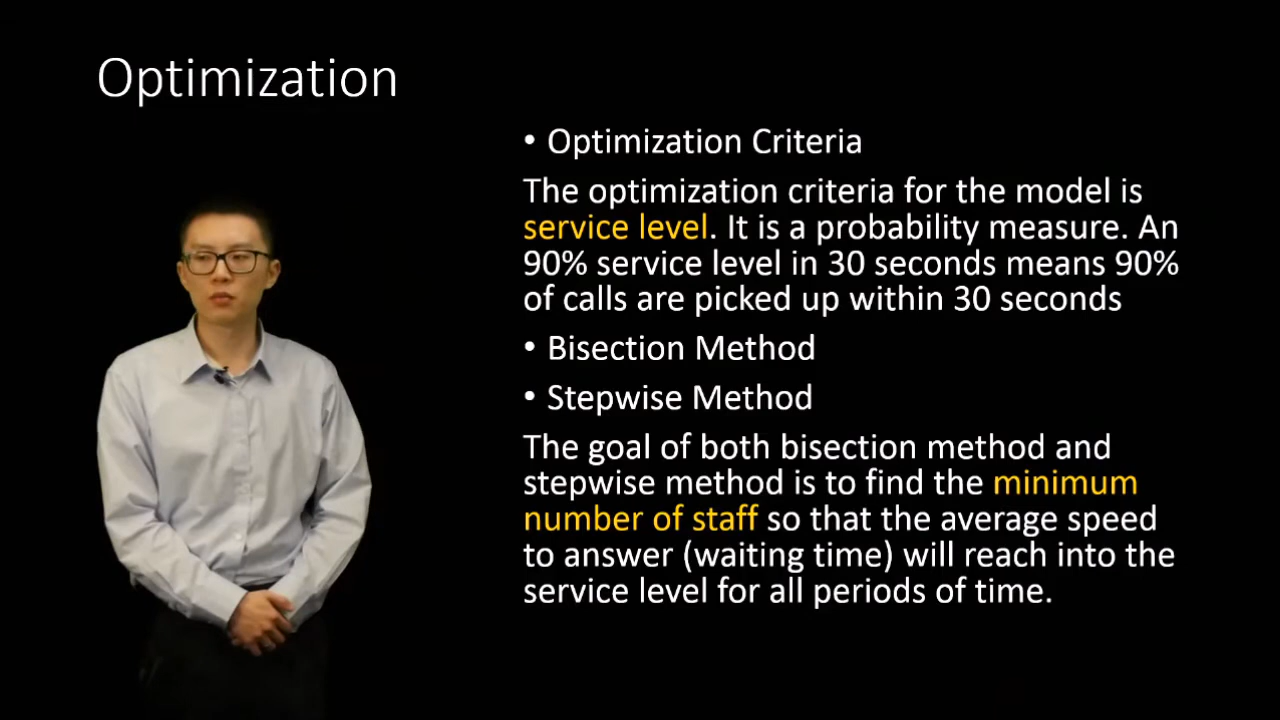 Optimization
• Optimization Criteria
The optimization criteria for the model is
service level. It is a probability measure. An
90% service level in 30 seconds means 90%
of calls are picked up within 30 seconds
• Bisection Method
• Stepwise Method
The goal of both bisection method and
stepwise method is to find the minimum
number of staff so that the average speed
to answer (waiting time) will reach into the
service level for all periods of time.